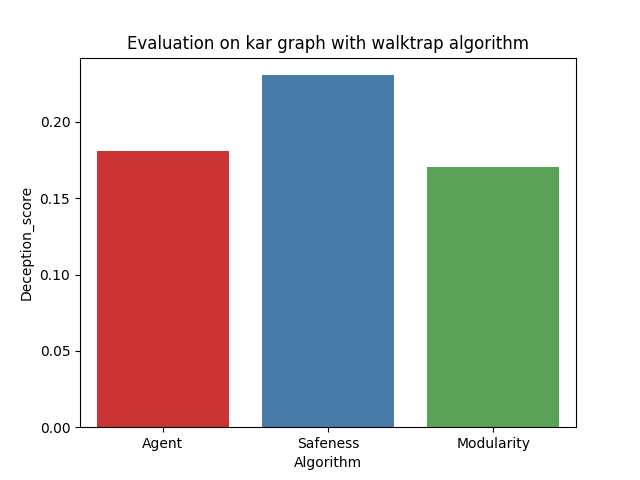 Evaluation on kar graph with walktrap algorithm
Deception_score
0.20
0.15
0.10
0.05
0.00
Agent
Safeness
Modularity
Algorithm